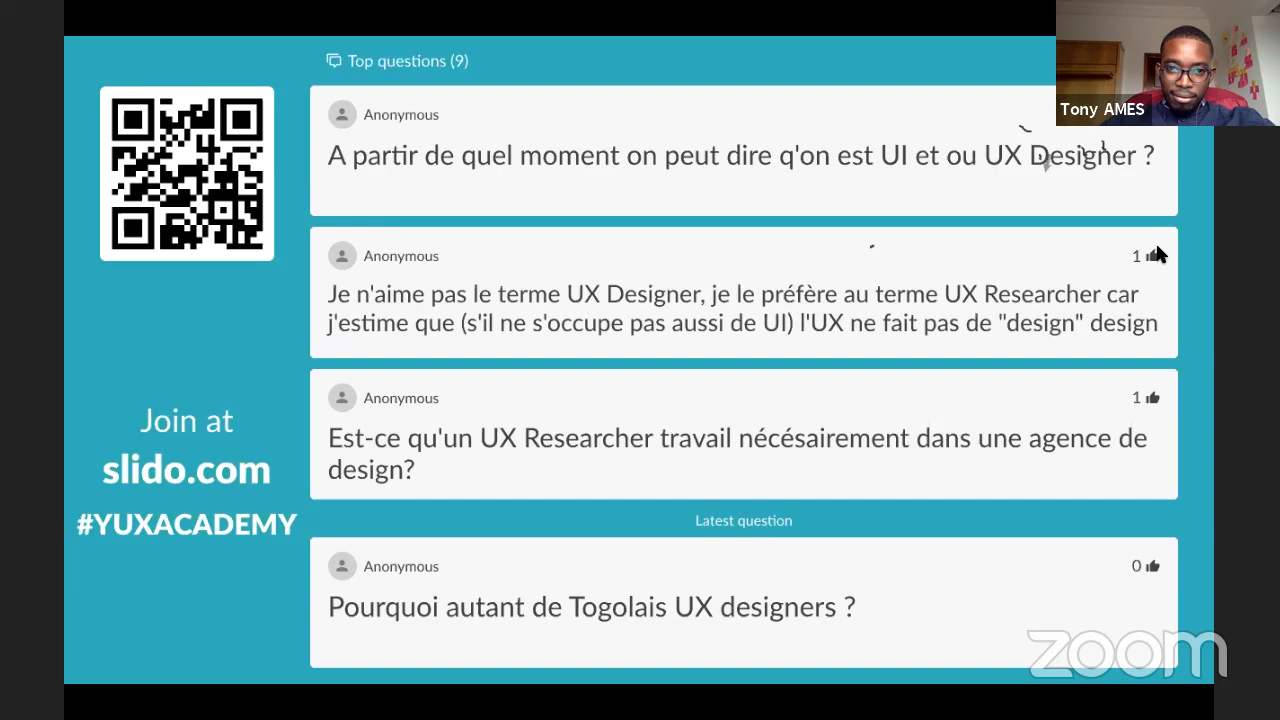 Top questions (9)
Tony AMES
Anonymous
A partir de quel moment on peut dire q'on est UI et ou UX Designer ?
Anonymous
1
Je n'aime pas le terme UX Designer, je le préfère au terme UX Researcher car
j'estime que (s'il ne s'occupe pas aussi de UI) l'UX ne fait pas de "design" design
Anonymous
1
Est-ce qu'un UX Researcher travail nécésairement dans une agence de
design?
Join at
slido.com
#YUXACADEMY
Latest question
Anonymous
0
Pourquoi autant de Togolais UX designers ?
zoom